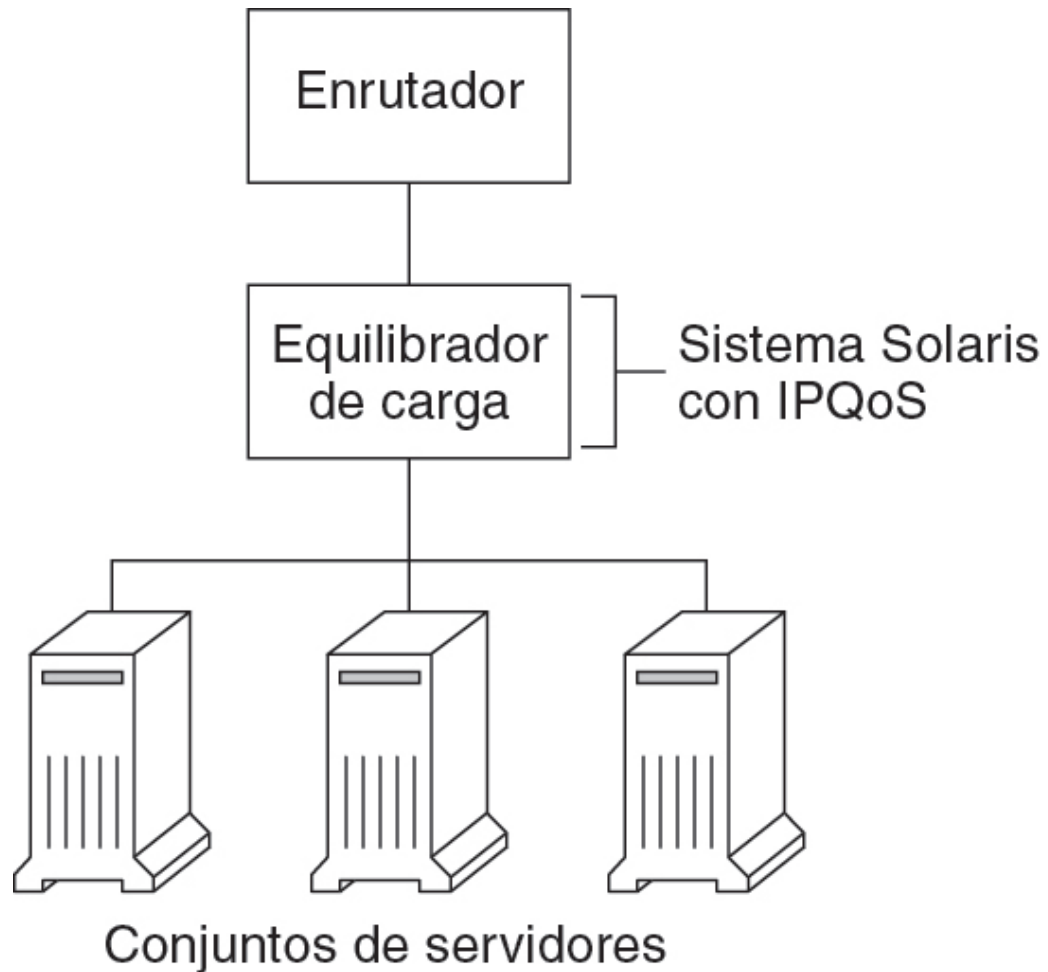 Enrutador
Equilibrador
de carga
Sistema Solaris
con IPQoS
Conjuntos de servidores